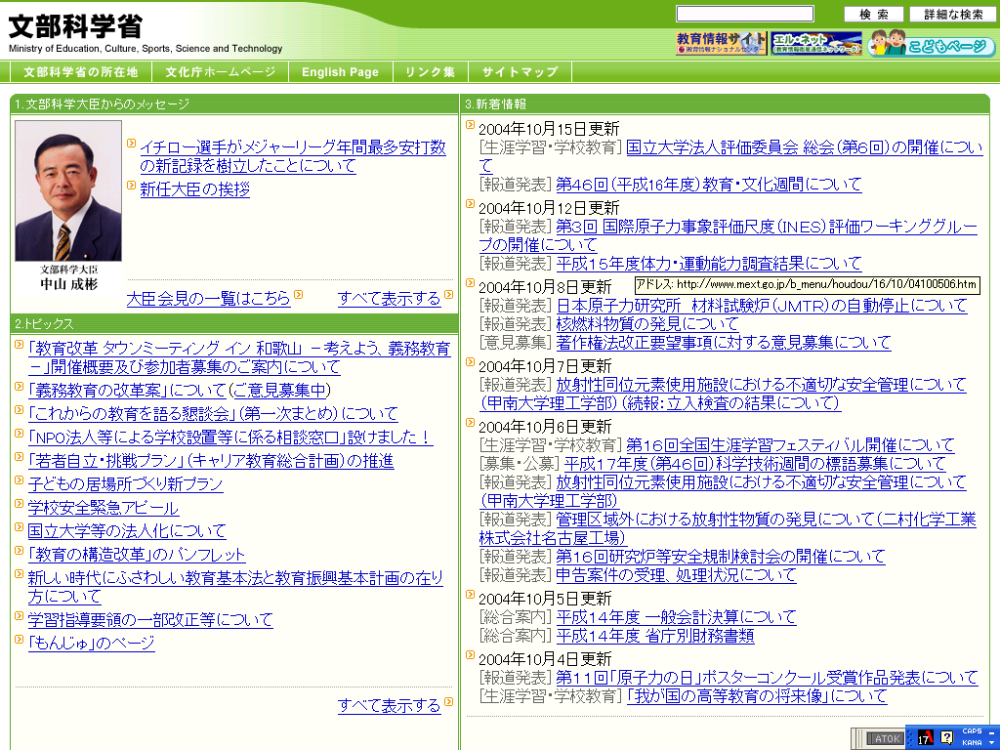 文部科学省
Ministry of Education, Culture, Sports, Science and Technology
検 索
詳細な検索
教育情報サイト
教育情報ナショナルセンター
エル・ネット
(教育情報衛星通信ネットワーク)
こどもページ
文部科学省の所在地
文化庁ホームページ
English Page
リンク集
サイトマップ
1.文部科学大臣からのメッセージ
イチロー選手がメジャーリーグ年間最多安打数
の新記録を樹立したことについて
新任大臣の挨拶
文部科学大臣
中山 成彬
大臣会見の一覧はこちら
すべて表示する
2.トピックス
「教育改革 タウンミーティング イン 和歌山 －考えよう、義務教育
－」開催概要及び参加者募集のご案内について
「義務教育の改革案」について(ご意見募集中)
「これからの教育を語る懇談会」(第一次まとめ)について
「NPO法人等による学校設置等に係る相談窓口」設けました！
「若者自立・挑戦プラン」(キャリア教育総合計画)の推進
子どもの居場所づくり新プラン
学校安全緊急アピール
国立大学等の法人化について
「教育の構造改革」のパンフレット
新しい時代にふさわしい教育基本法と教育振興基本計画の在り
方について
学習指導要領の一部改正等について
「もんじゅ」のページ
すべて表示する
3.新着情報
2004年10月15日更新
[生涯学習・学校教育] 国立大学法人評価委員会 総会(第6回)の開催につい
て
[報道発表] 第46回(平成16年度)教育・文化週間について
2004年10月12日更新
[報道発表] 第3回 国際原子力事象評価尺度(INES)評価ワーキンググルー
プの開催について
[報道発表] 平成15年度体力・運動能力調査結果について
2004年10月8日更新
アドレス: http://www.mext.go.jp/b_menu/houdou/16/10/04100506.htm
[報道発表] 日本原子力研究所　材料試験炉(JMTR)の自動停止について
[報道発表] 核燃料物質の発見について
[意見募集] 著作権法改正要望事項に対する意見募集について
2004年10月7日更新
[報道発表] 放射性同位元素使用施設における不適切な安全管理について
(甲南大学理工学部)(続報:立入検査の結果について)
2004年10月6日更新
[生涯学習・学校教育] 第16回全国生涯学習フェスティバル開催について
[募集・公募] 平成17年度(第46回)科学技術週間の標語募集について
[報道発表] 放射性同位元素使用施設における不適切な安全管理について
(甲南大学理工学部)
[報道発表] 管理区域外における放射性物質の発見について(二村化学工業
株式会社名古屋工場)
[報道発表] 第16回研究炉等安全規制検討会の開催について
[報道発表] 申告案件の受理、処理状況について
2004年10月5日更新
[総合案内] 平成14年度 一般会計決算について
[総合案内] 平成14年度 省庁別財務書類
2004年10月4日更新
[報道発表] 第11回「原子力の日」ポスターコンクール受賞作品発表について
[生涯学習・学校教育] 「我が国の高等教育の将来像」について
ATOK
17
?
CAPS
KANA